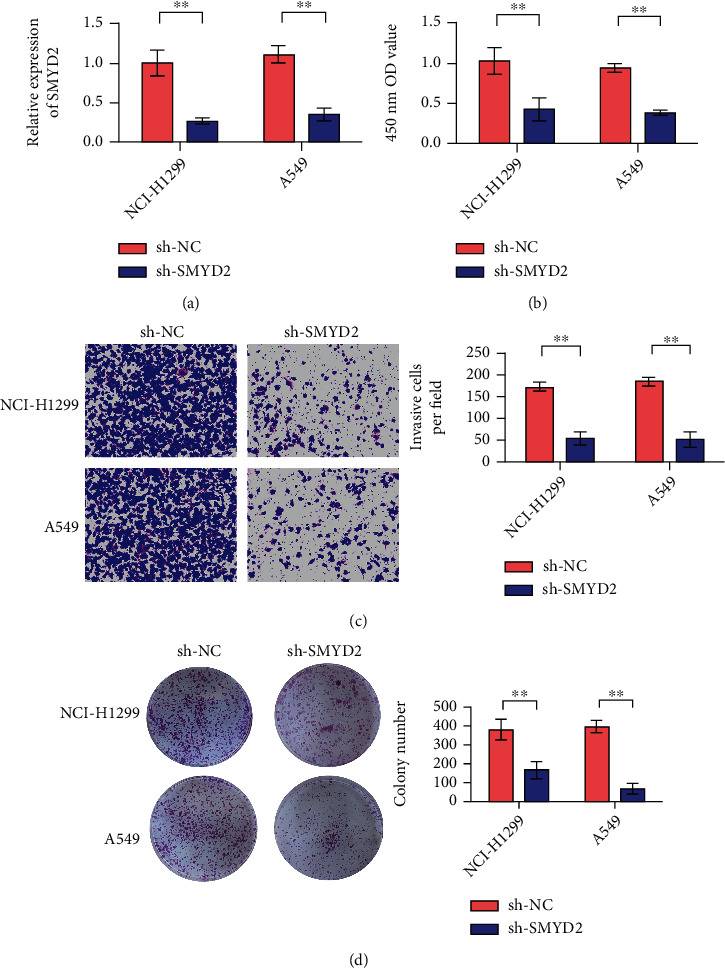 **
1.5
1.0
0.5
0.0
Relative expression
of SMYD2
NCI-H1299
**
A549
sh-NC
sh-SMYD2
(a)
**
1.5
1.0
0.5
0.0
450 nm OD value
NCI-H1299
**
A549
sh-NC
sh-SMYD2
(b)
sh-NC
sh-SMYD2
NCI-H1299
A549
**
250
200
150
100
50
0
Invasive cells
per field
NCI-H1299
**
A549
sh-NC
sh-SMYD2
(c)
sh-NC
sh-SMYD2
NCI-H1299
A549
**
500
400
300
200
100
0
Colony number
NCI-H1299
**
A549
sh-NC
sh-SMYD2
(d)